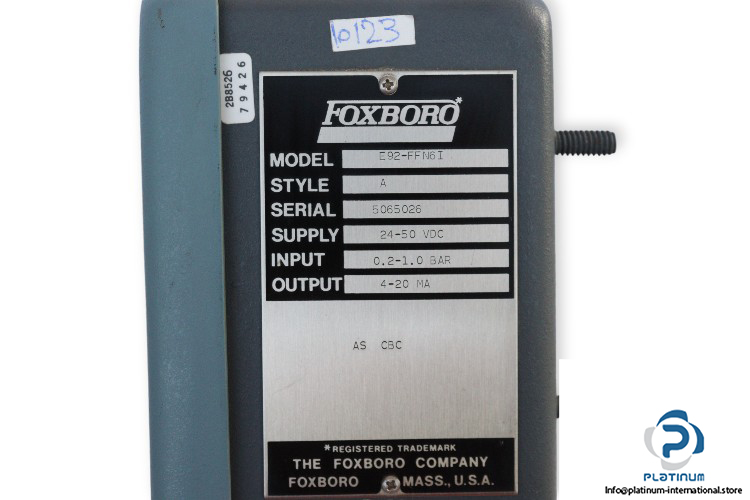 10123
288526
79426
FOXBORO*
MODEL E92-FFN6I
STYLE A
SERIAL 5065026
SUPPLY 24-50 VDC
INPUT 0.2-1.0 BAR
OUTPUT 4-20 MA
AS CBC
*REGISTERED TRADEMARK
THE FOXBORO COMPANY
FOXBORO MASS., U.S.A.
PLATINUM
Info@platinum-international.store